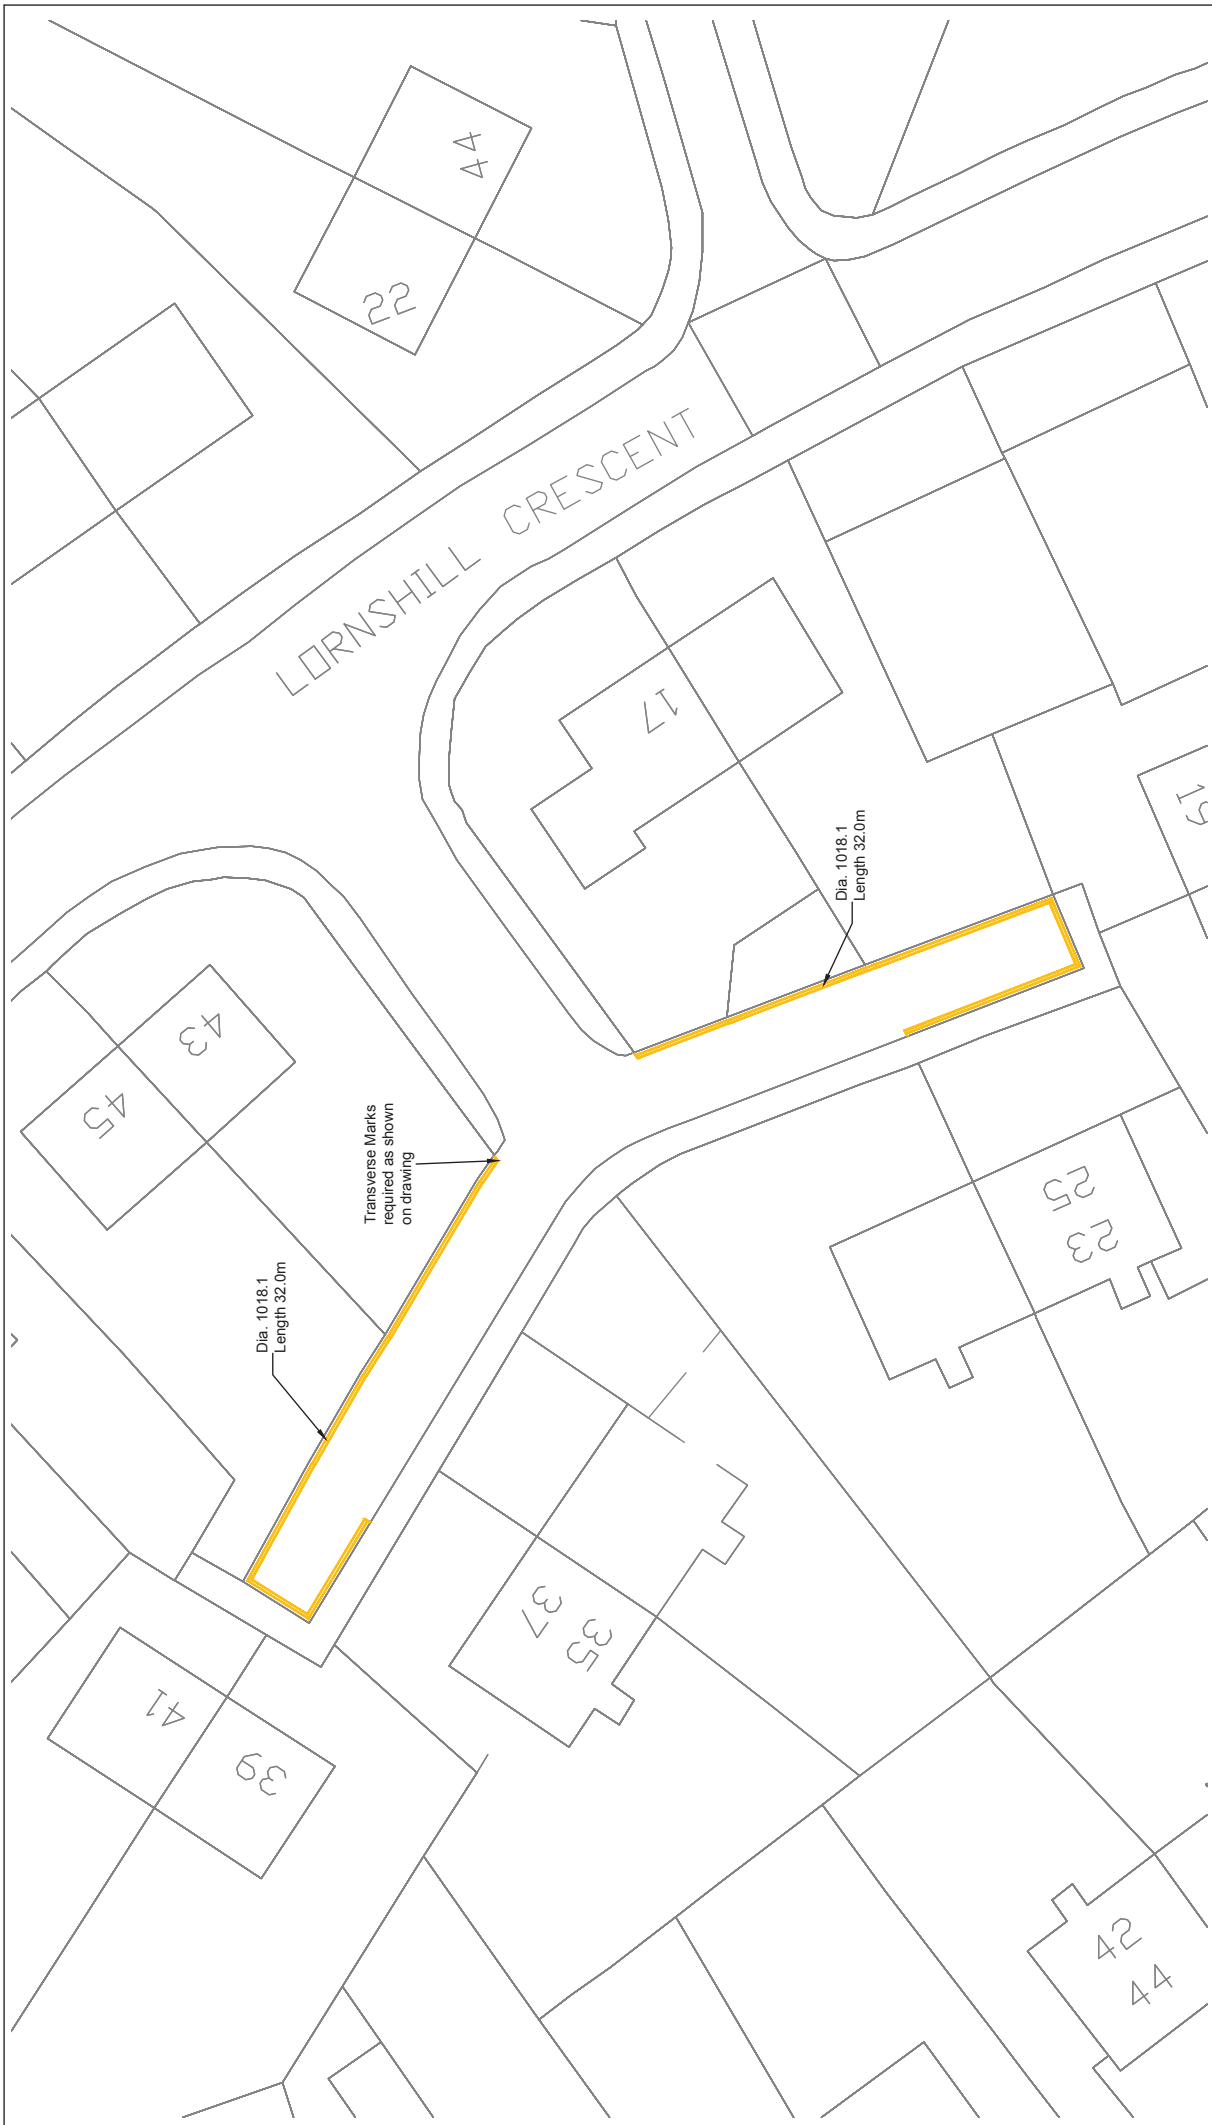 44
22
LORNSHILL CRESCENT
17
19
Dia. 1018.1
Length 32.0m
43
45
Transverse Marks
required as shown
on drawing
Dia. 1018.1
Length 32.0m
25
23
37
35
41
39
42
44